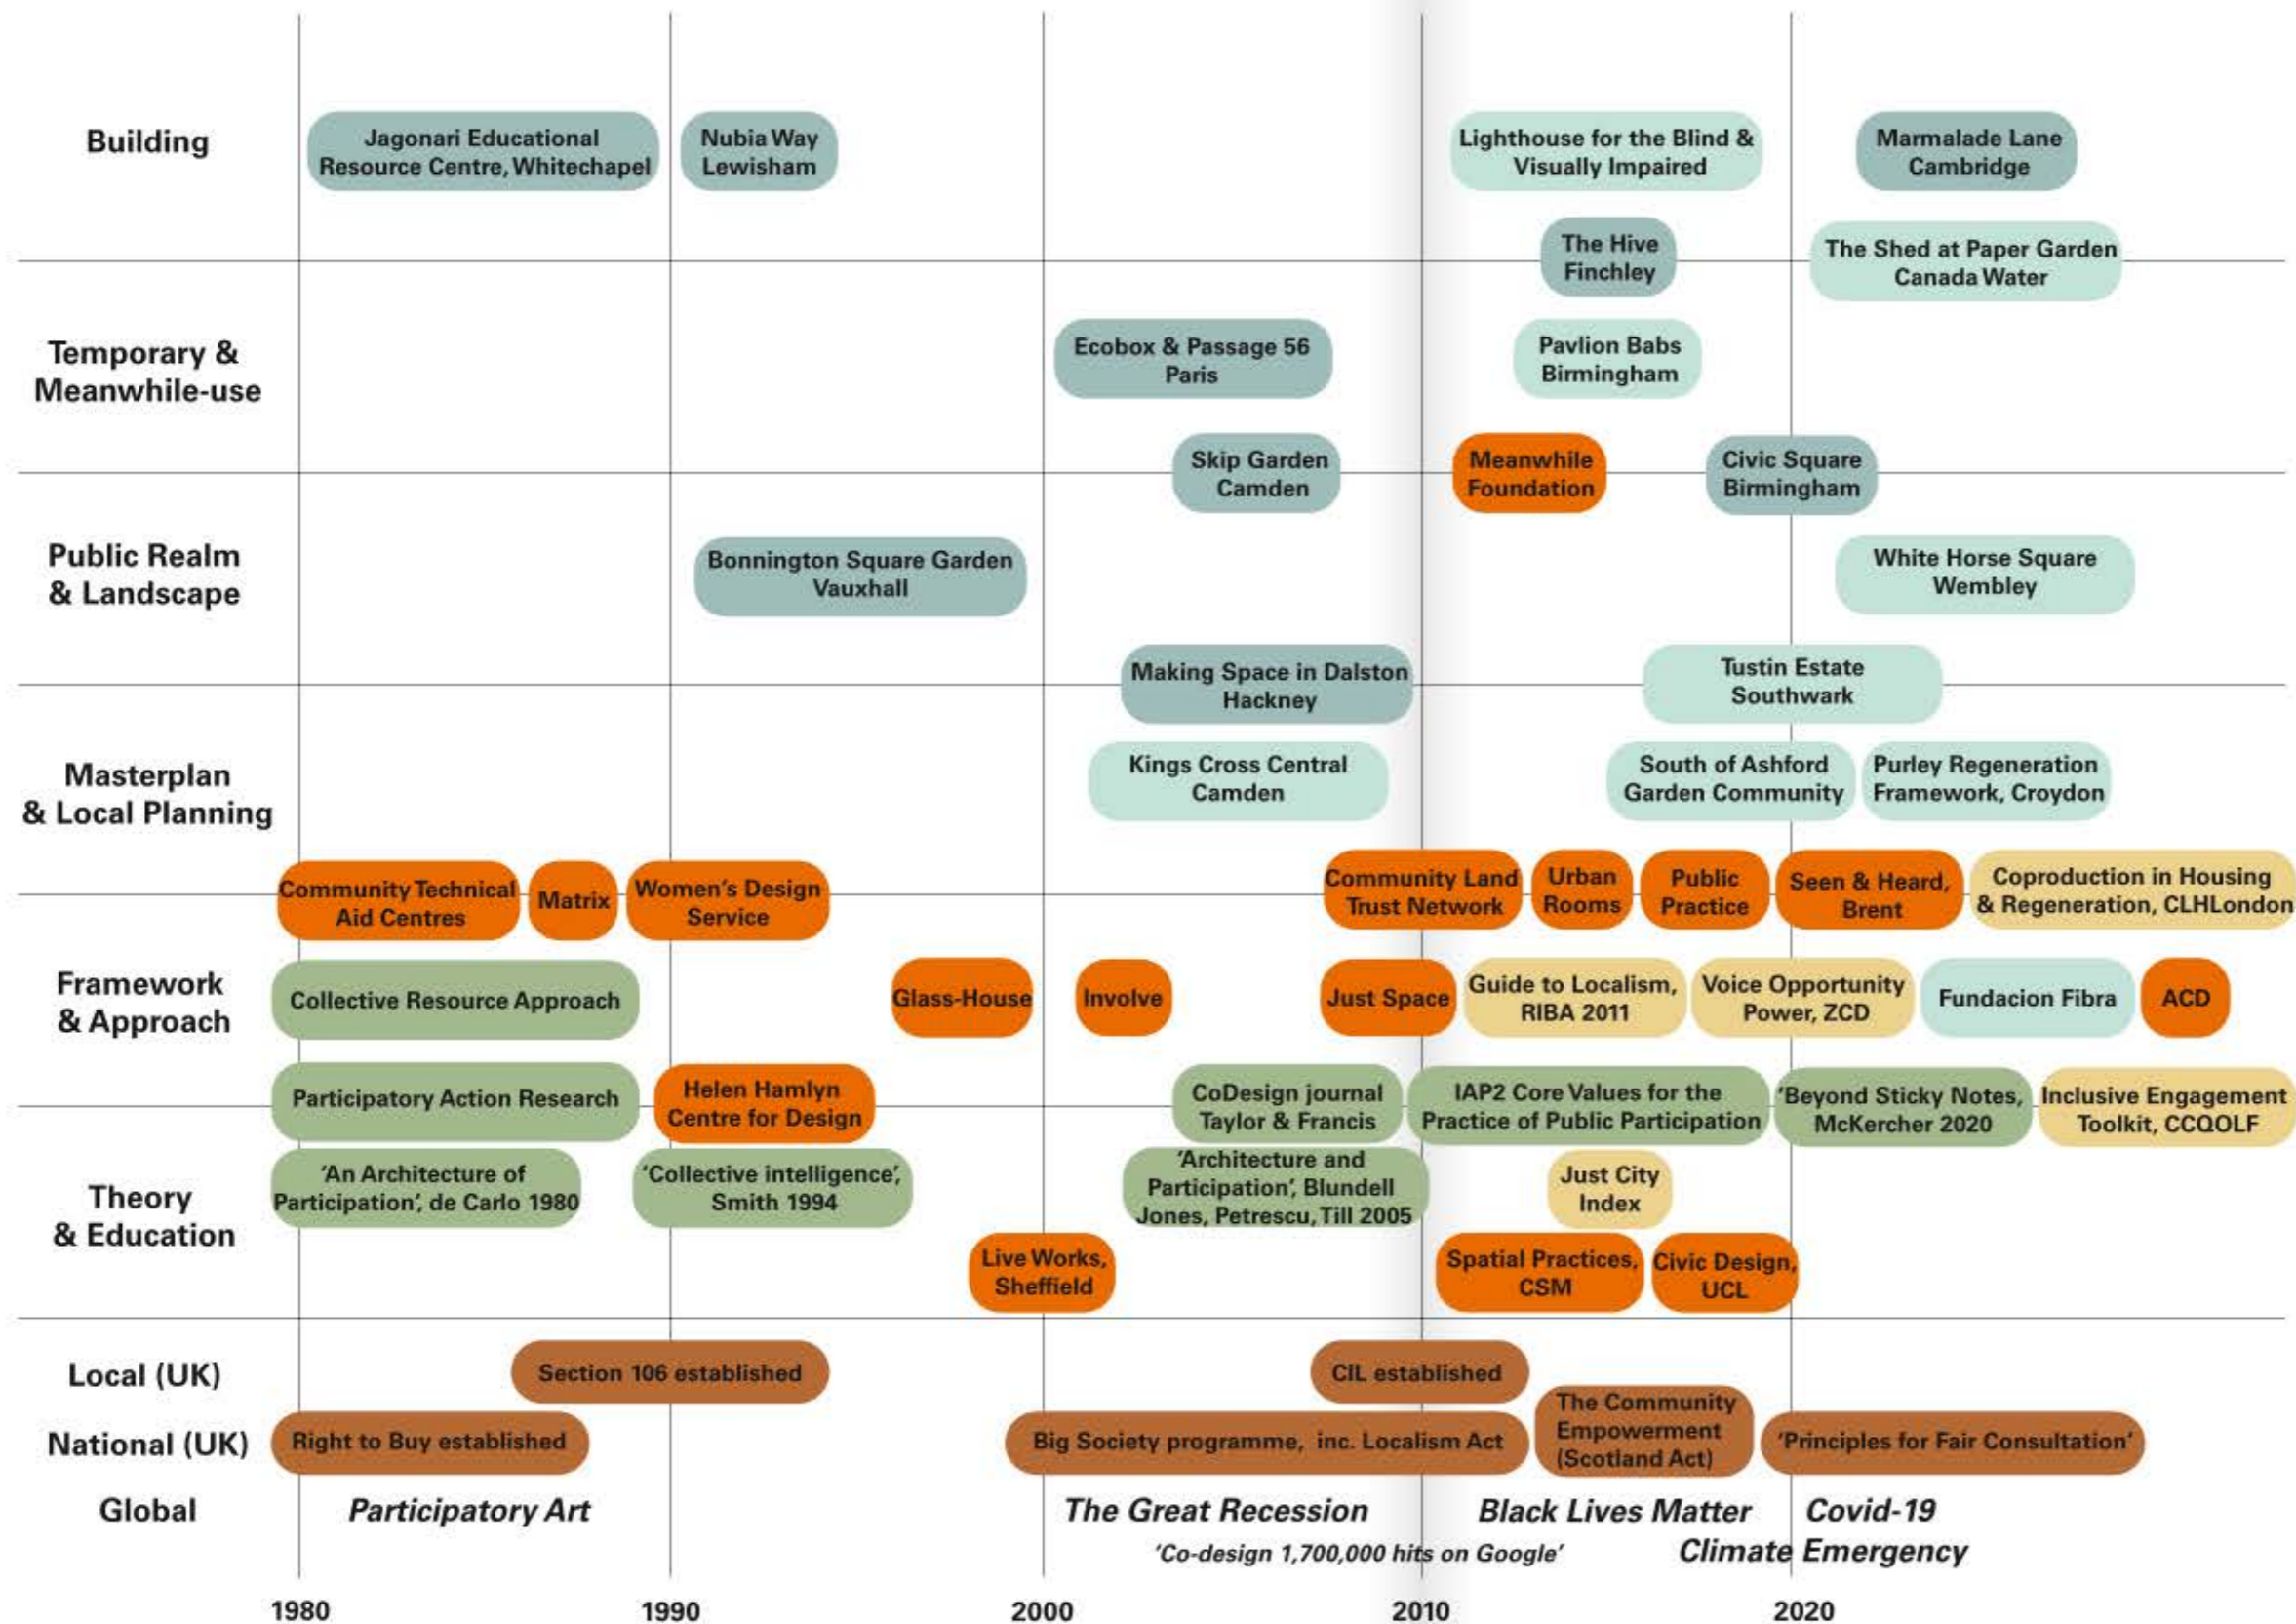 Building
Jagonari Educational
Resource Centre, Whitechapel
Nubia Way
Lewisham
Lighthouse for the Blind &
Visually Impaired
Marmalade Lane
Cambridge
The Hive
Finchley
The Shed at Paper Garden
Canada Water
Temporary &
Meanwhile-use
Ecobox & Passage 56
Paris
Pavlion Babs
Birmingham
Skip Garden
Camden
Meanwhile
Foundation
Civic Square
Birmingham
Public Realm
& Landscape
Bonnington Square Garden
Vauxhall
White Horse Square
Wembley
Making Space in Dalston
Hackney
Tustin Estate
Southwark
Masterplan
& Local Planning
Kings Cross Central
Camden
South of Ashford
Garden Community
Purley Regeneration
Framework, Croydon
Community Technical
Aid Centres
Matrix
Women's Design
Service
Community Land
Trust Network
Urban
Rooms
Public
Practice
Seen & Heard,
Brent
Coproduction in Housing
& Regeneration, CLHLondon
Framework
& Approach
Collective Resource Approach
Glass-House
Involve
Just Space
Guide to Localism,
RIBA 2011
Voice Opportunity
Power, ZCD
Fundacion Fibra
ACD
Participatory Action Research
Helen Hamlyn
Centre for Design
CoDesign journal
Taylor & Francis
IAP2 Core Values for the
Practice of Public Participation
'Beyond Sticky Notes,
McKercher 2020
Inclusive Engagement
Toolkit, CCQOLF
Theory
& Education
'An Architecture of
Participation', de Carlo 1980
'Collective intelligence',
Smith 1994
'Architecture and
Participation', Blundell
Jones, Petrescu, Till 2005
Just City
Index
Live Works,
Sheffield
Spatial Practices,
CSM
Civic Design,
UCL
Local (UK)
Section 106 established
CIL established
National (UK)
Right to Buy established
Big Society programme, inc. Localism Act
The Community
Empowerment
(Scotland Act)
'Principles for Fair Consultation'
Global
Participatory Art
The Great Recession
Black Lives Matter
Covid-19
'Co-design 1,700,000 hits on Google'
Climate Emergency
1980
1990
2000
2010
2020